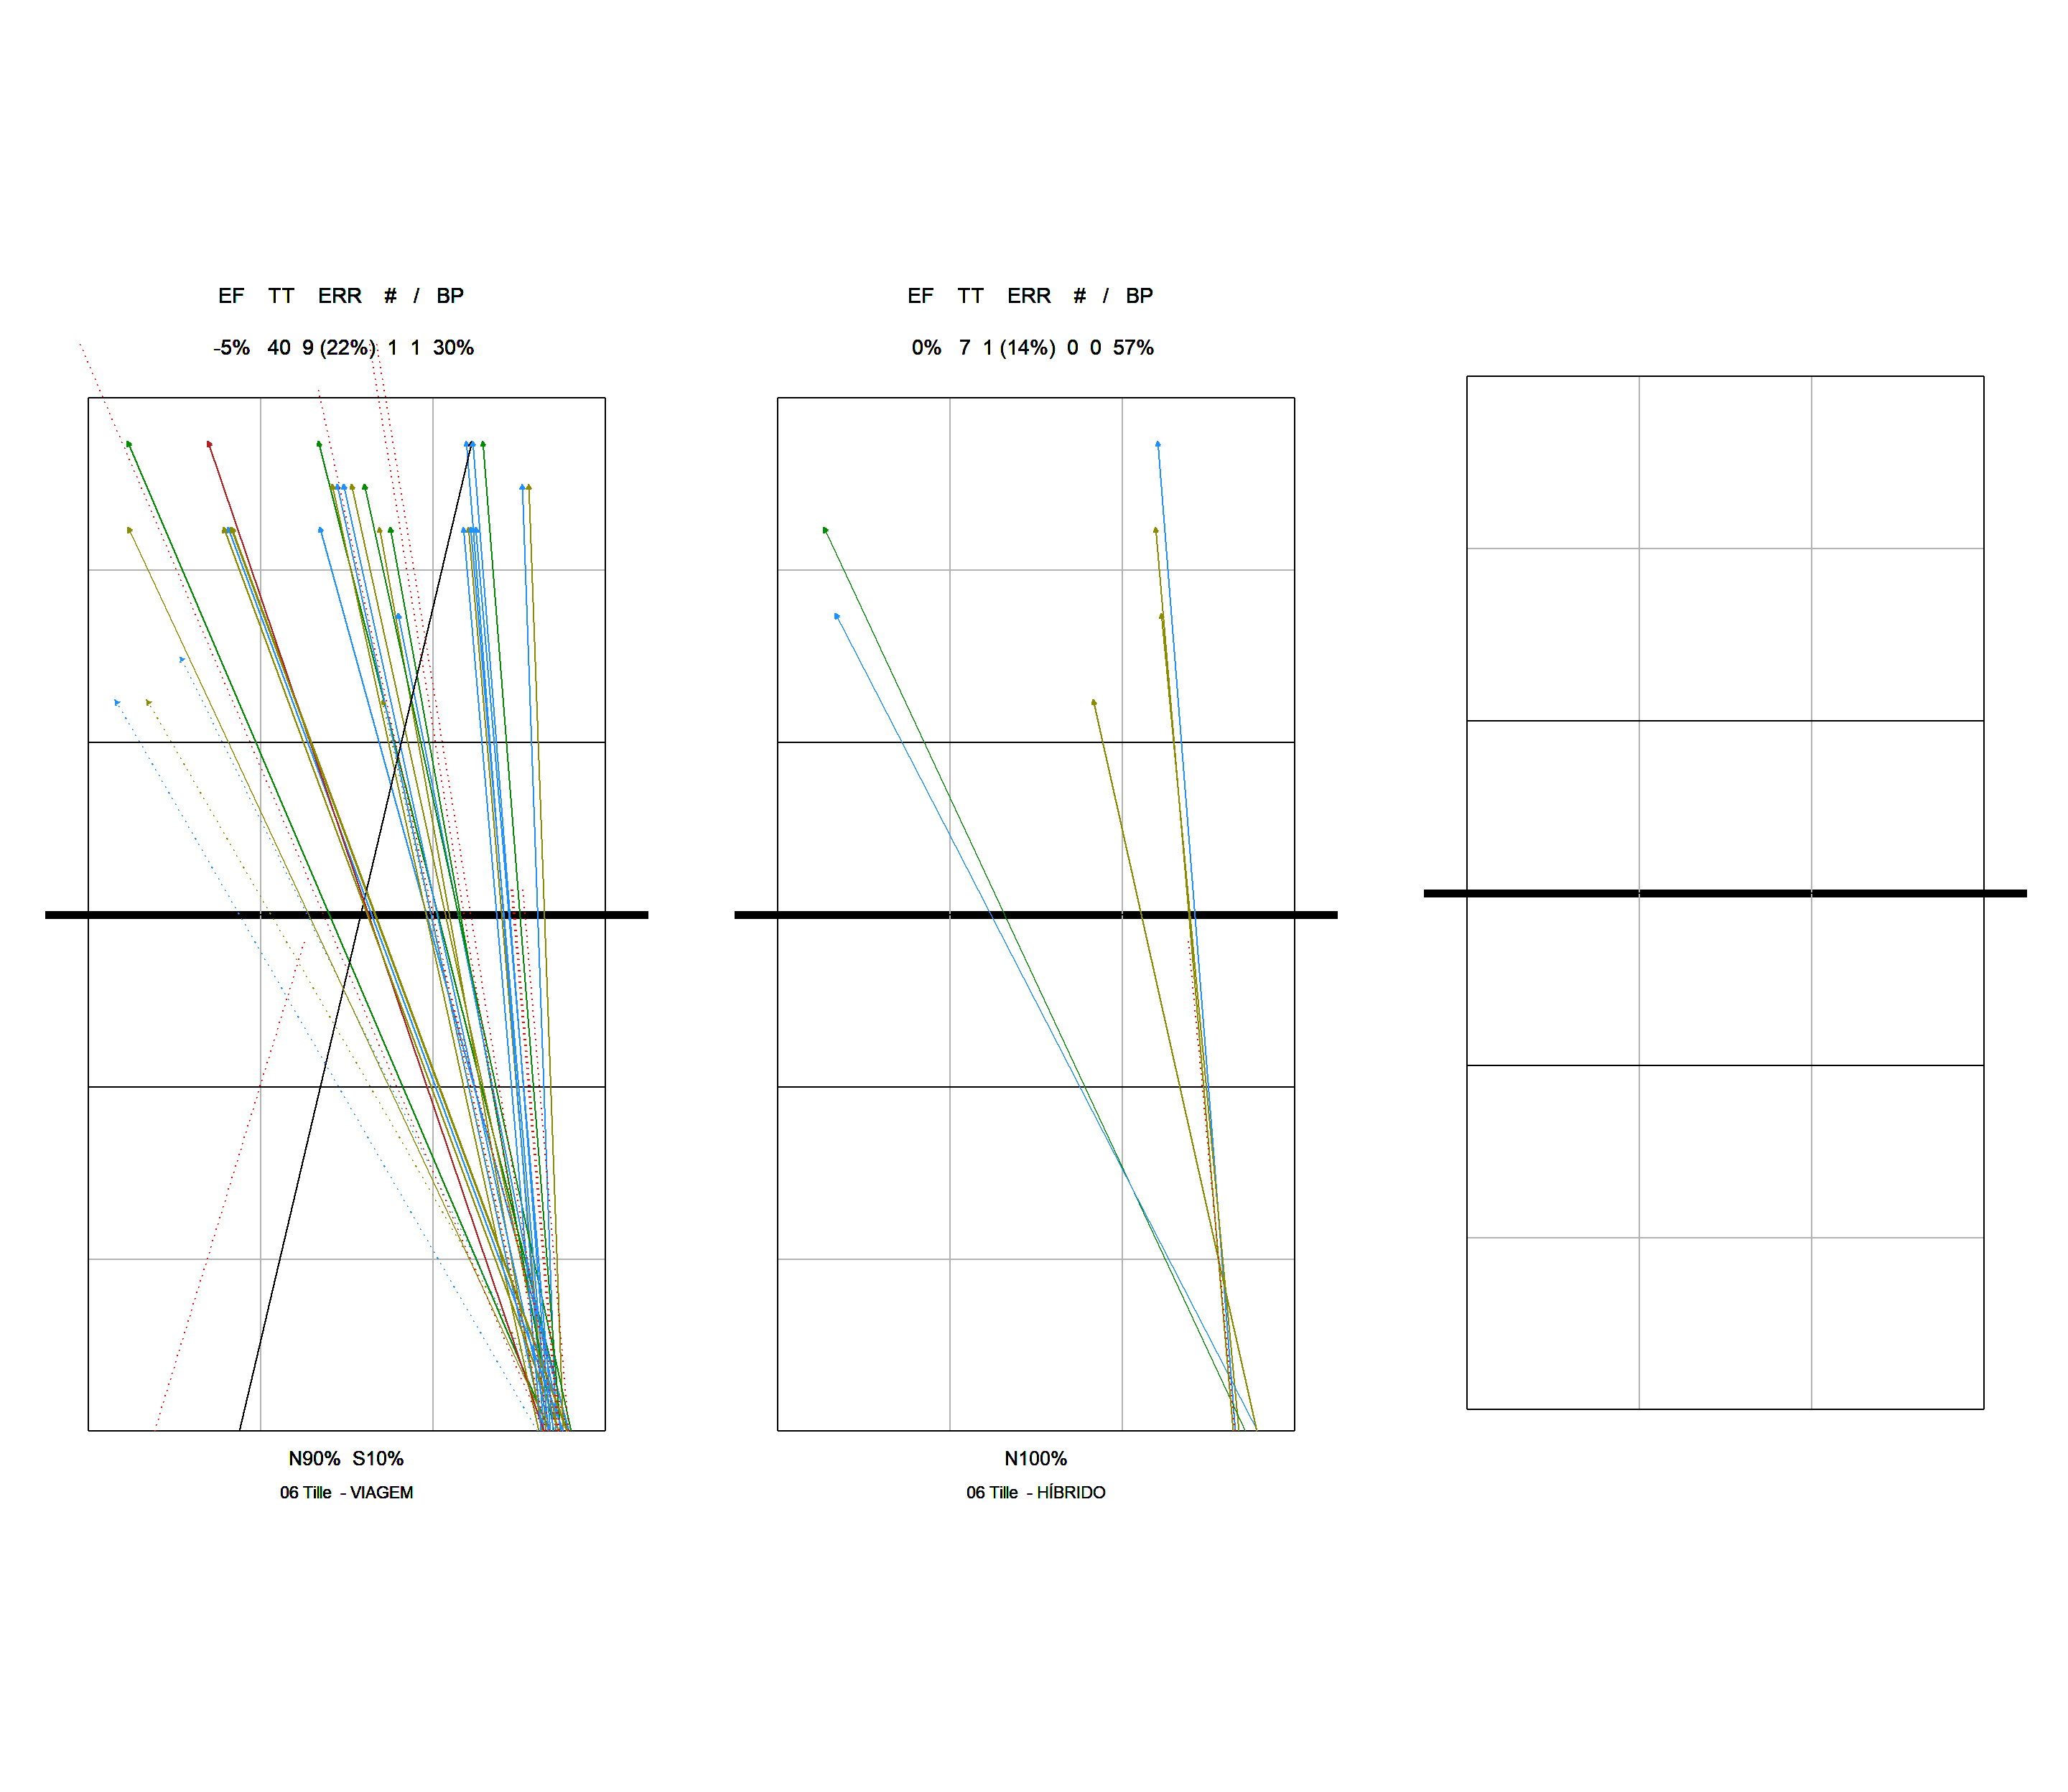 EF TT ERR # / BP
-5% 40 9 (22%) 1 1 30%
N90% S10%
06 Tille - VIAGEM
EF TT ERR # / BP
0% 7 1 (14%) 0 0 57%
N100%
06 Tille - HÍBRIDO